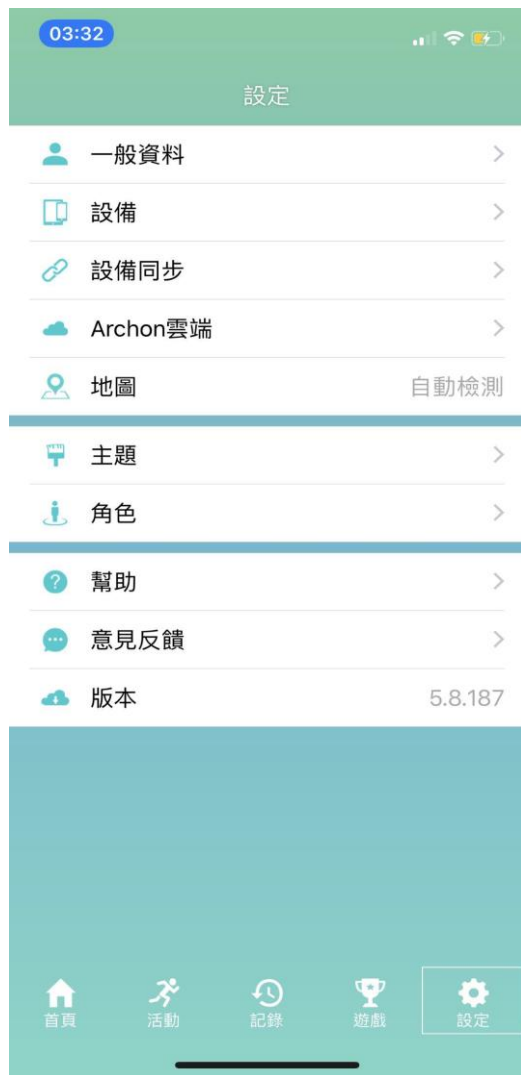 03:32
設定
一般資料
設備
設備同步
Archon雲端
地圖 自動檢測
主題
角色
幫助
意見反饋
版本 5.8.187
首頁 活動 記錄 遊戲 設定